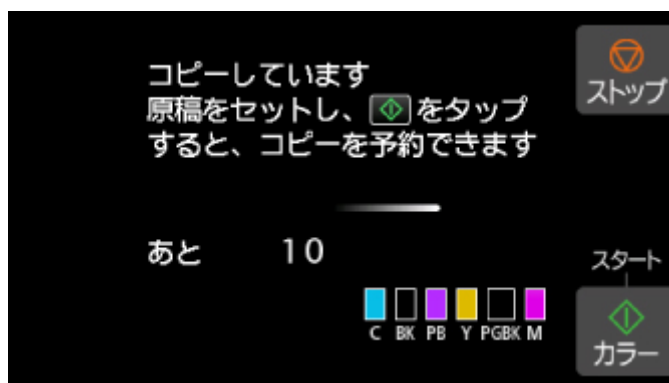 コピーしています
原稿をセットし、をタップ
すると、コピーを予約できます
ストップ
あと 10
スタート
カラー
C BK PB Y PGBK M